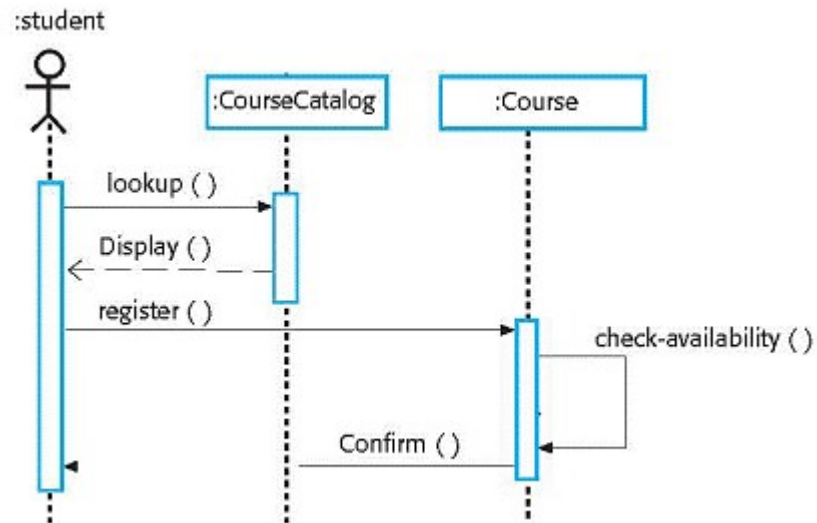 :student
:CourseCatalog
:Course
lookup ( )
Display ( )
register ( )
check-availability ( )
Confirm ( )